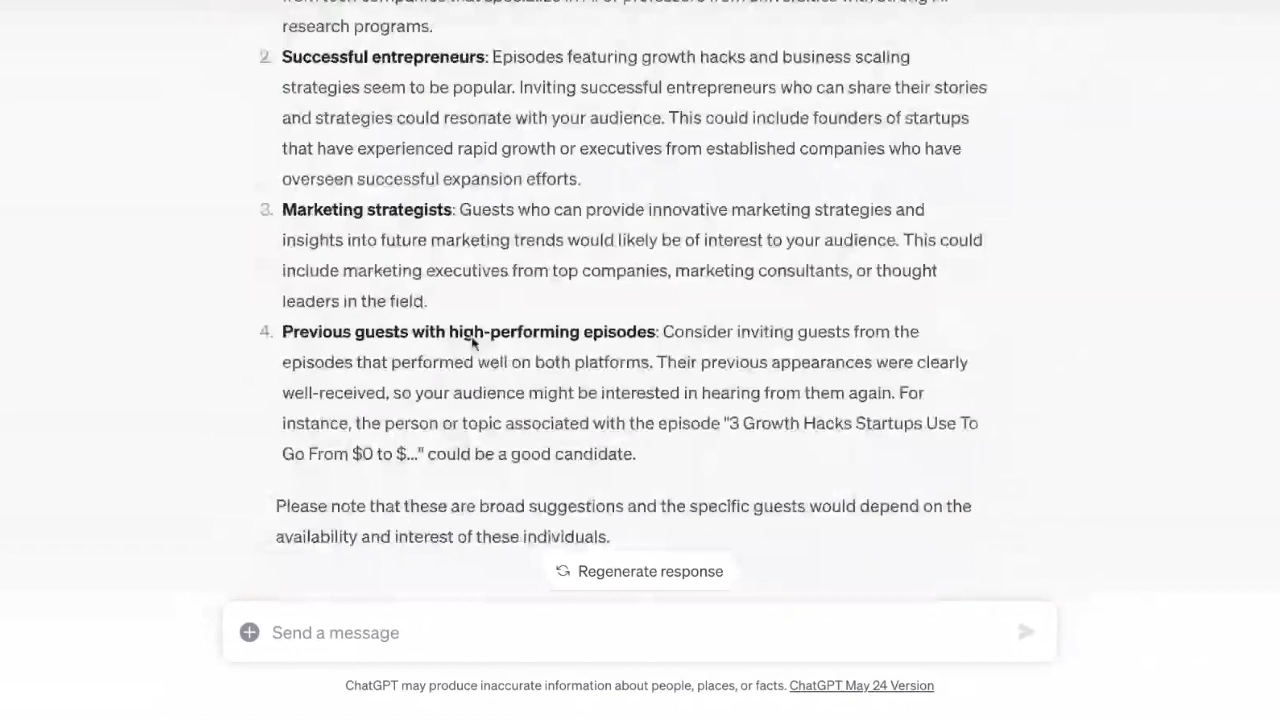 research programs.
2. Successful entrepreneurs: Episodes featuring growth hacks and business scaling
strategies seem to be popular. Inviting successful entrepreneurs who can share their stories
and strategies could resonate with your audience. This could include founders of startups
that have experienced rapid growth or executives from established companies who have
overseen successful expansion efforts.
3. Marketing strategists: Guests who can provide innovative marketing strategies and
insights into future marketing trends would likely be of interest to your audience. This could
include marketing executives from top companies, marketing consultants, or thought
leaders in the field.
4. Previous guests with high-performing episodes: Consider inviting guests from the
episodes that performed well on both platforms. Their previous appearances were clearly
well-received, so your audience might be interested in hearing from them again. For
instance, the person or topic associated with the episode "3 Growth Hacks Startups Use To
Go From $0 to $..." could be a good candidate.
Please note that these are broad suggestions and the specific guests would depend on the
availability and interest of these individuals.
Regenerate response
Send a message
ChatGPT may produce inaccurate information about people, places, or facts. ChatGPT May 24 Version